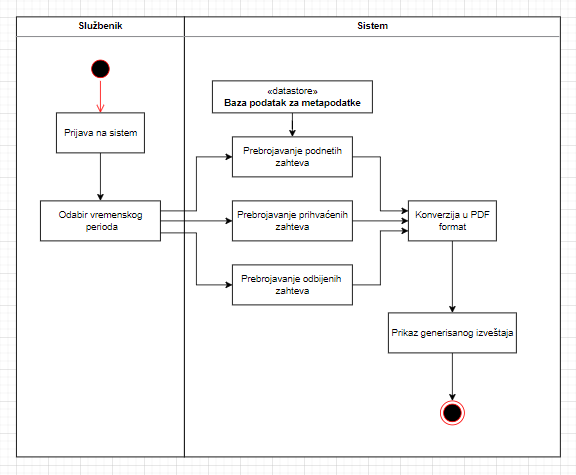 Službenik
Sistem
Prijava na sistem
Odabir vremenskog
perioda
«datastore»
Baza podatak za metapodatke
Prebrojavanje podnetih
zahteva
Prebrojavanje prihvaćenih
zahteva
Prebrojavanje odbijenih
zahteva
Konverzija u PDF
format
Prikaz generisanog izveštaja